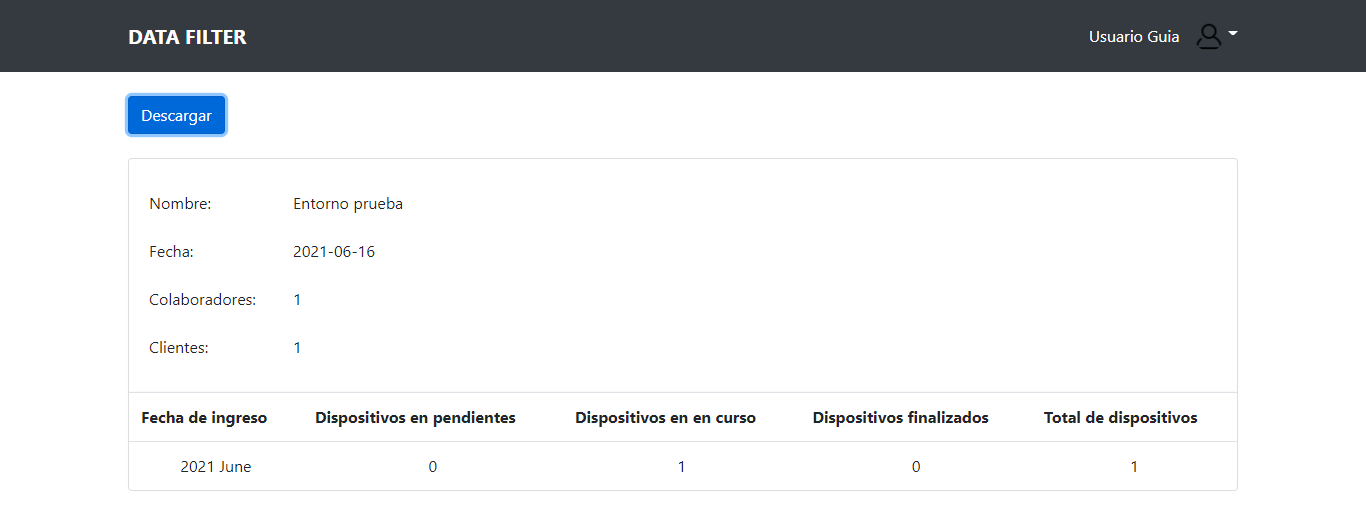 DATA FILTER Usuario Guia
Descargar
Nombre: Entorno prueba
Fecha: 2021-06-16
Colaboradores: 1
Clientes: 1
Fecha de ingreso Dispositivos en pendientes Dispositivos en en curso Dispositivos finalizados Total de dispositivos
2021 June 0 1 0 1